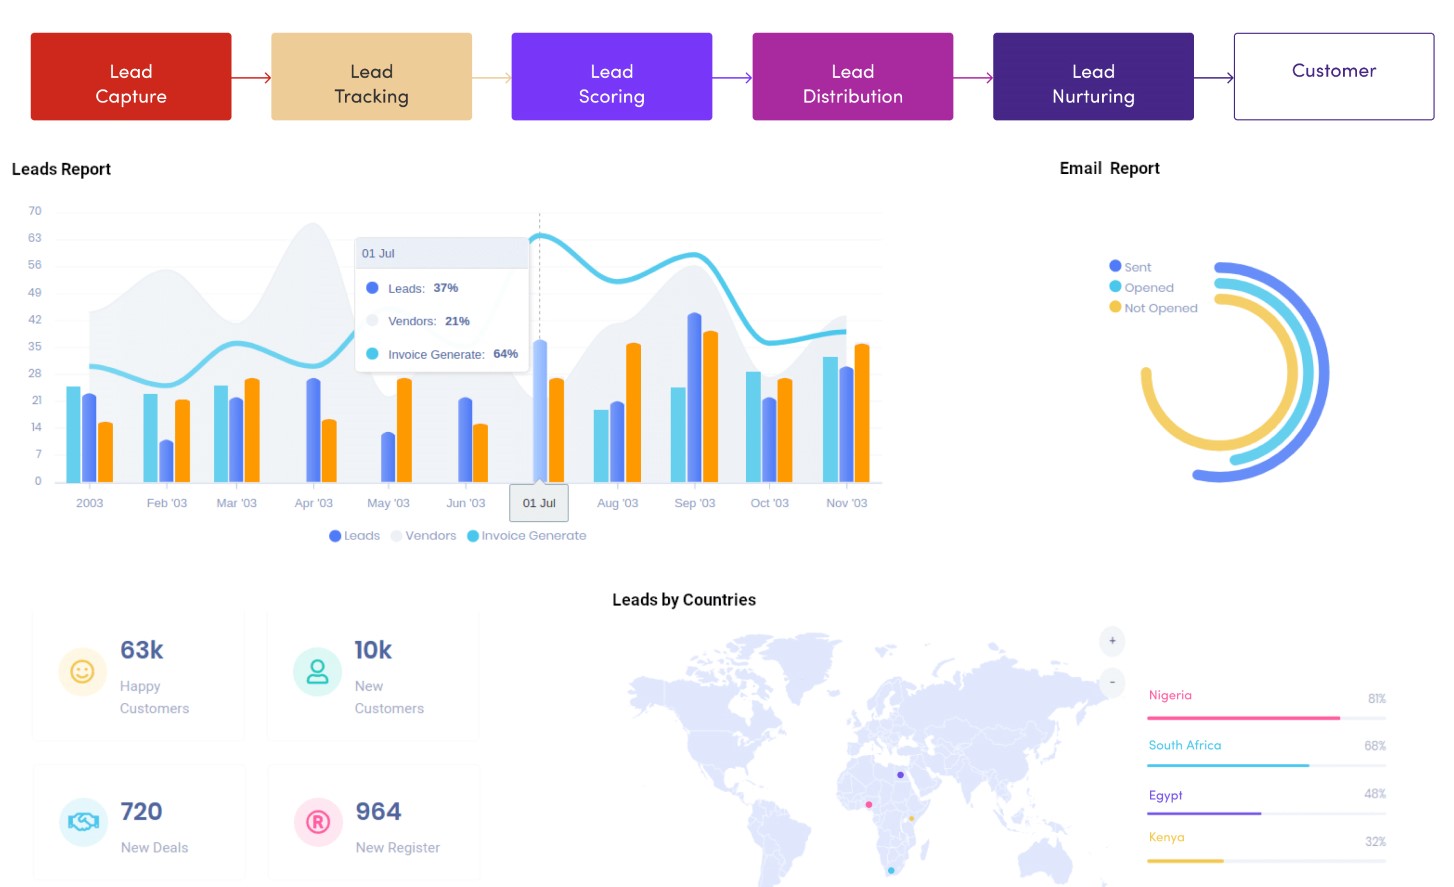 Lead
Capture
Lead
Tracking
Lead
Scoring
Lead
Distribution
Lead
Nurturing
Customer
Leads Report
Email Report
70
63
56
49
42
35
28
21
14
7
0
01 Jul
Leads: 37%
Vendors: 21%
Invoice Generate: 64%
2003 Feb '03 Mar '03 Apr '03 May '03 Jun '03 01 Jul Aug '03 Sep '03 Oct '03 Nov '03
Leads Vendors Invoice Generate
Sent
Opened
Not Opened
63k
Happy
Customers
10k
New
Customers
720
New Deals
964
New Register
R
Leads by Countries
+
-
Nigeria 81%
South Africa 68%
Egypt 48%
Kenya 32%